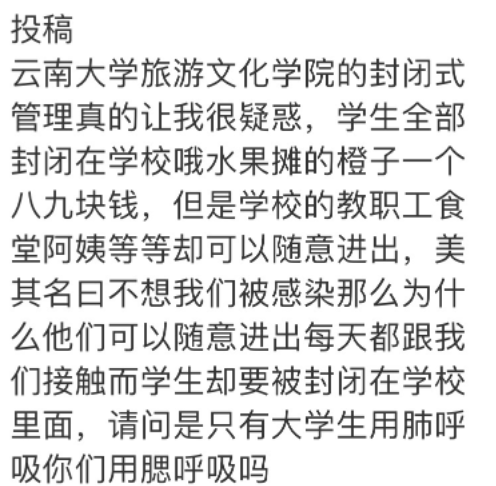 投稿
云南大学旅游文化学院的封闭式
管理真的让我很疑惑，学生全部
封闭在学校哦水果摊的橙子一个
八九块钱，但是学校的教职工食
堂阿姨等等却可以随意进出，美
其名曰不想我们被感染那么为什
么他们可以随意进出每天都跟我
们接触而学生却要被封闭在学校
里面，请问是只有大学生用肺呼
吸你们用腮呼吸吗